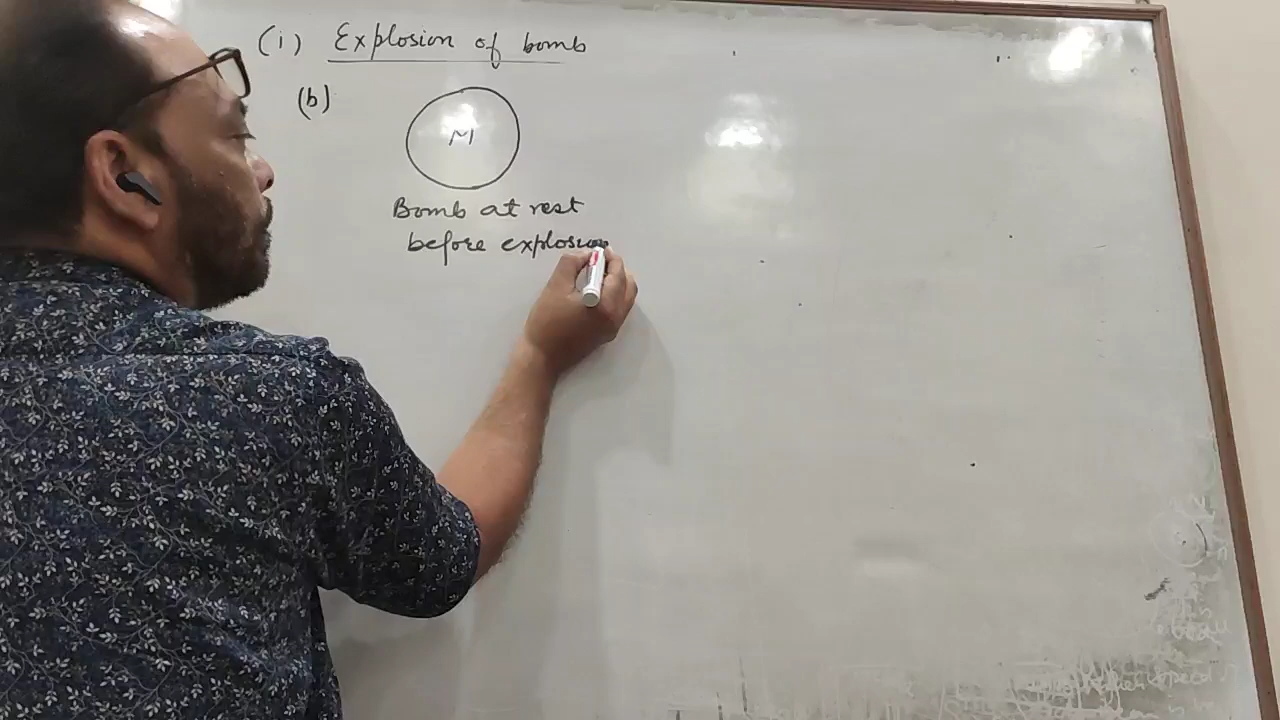 (i) Explosion of bomb
(b)
M
Bomb at rest
before explosion